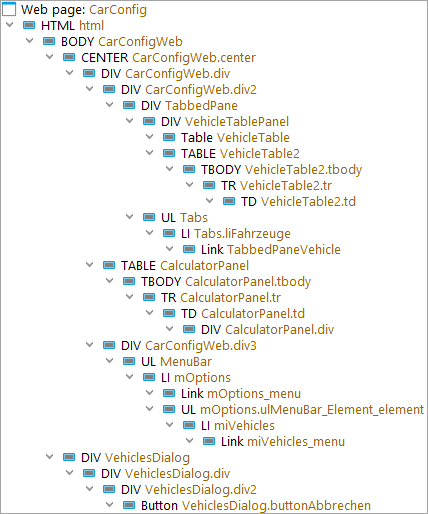 Web page: CarConfig
HTML html
BODY CarConfigWeb
CENTER CarConfigWeb.center
DIV CarConfigWeb.div
DIV CarConfigWeb.div2
DIV TabbedPane
DIV VehicleTablePanel
Table VehicleTable
TABLE VehicleTable2
TBODY VehicleTable2.tbody
TR VehicleTable2.tr
TD VehicleTable2.td
UL Tabs
LI Tabs.liFahrzeuge
Link TabbedPaneVehicle
TABLE CalculatorPanel
TBODY CalculatorPanel.tbody
TR CalculatorPanel.tr
TD CalculatorPanel.td
DIV CalculatorPanel.div
DIV CarConfigWeb.div3
UL MenuBar
LI mOptions
Link mOptions_menu
UL mOptions.ulMenuBar_Element_element
LI miVehicles
Link miVehicles_menu
DIV VehiclesDialog
DIV VehiclesDialog.div
DIV VehiclesDialog.div2
Button VehiclesDialog.buttonAbbrechen